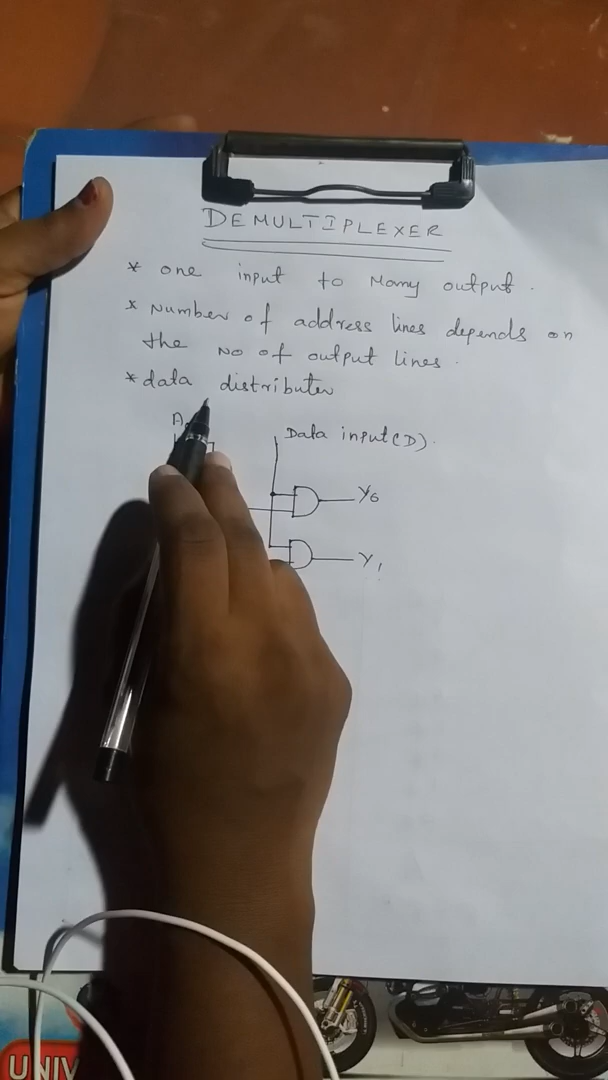 DEMULTIPLEXER
* one input to Many output.
* Number of address lines depends on
the No of output lines.
* data distributer
A0
Data input (D).
Y0
Y1
UNIV